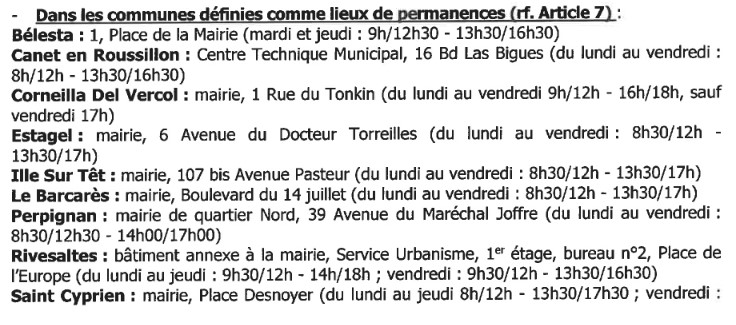 - Dans les communes définies comme lieux de permanences (rf. Article 7) :
Bélesta : 1, Place de la Mairie (mardi et jeudi : 9h/12h30 - 13h30/16h30)
Canet en Roussillon : Centre Technique Municipal, 16 Bd Las Bigues (du lundi au vendredi :
8h/12h - 13h30/16h30)
Corneilla Del Vercol : mairie, 1 Rue du Tonkin (du lundi au vendredi 9h/12h - 16h/18h, sauf
vendredi 17h)
Estagel : mairie, 6 Avenue du Docteur Torreilles (du lundi au vendredi : 8h30/12h -
13h30/17h)
Ille Sur Têt : mairie, 107 bis Avenue Pasteur (du lundi au vendredi : 8h30/12h - 13h30/17h)
Le Barcarès : mairie, Boulevard du 14 juillet (du lundi au vendredi : 8h30/12h - 13h30/17h)
Perpignan : mairie de quartier Nord, 39 Avenue du Maréchal Joffre (du lundi au vendredi :
8h30/12h30 - 14h00/17h00)
Rivesaltes : bâtiment annexe à la mairie, Service Urbanisme, 1er étage, bureau n°2, Place de
l'Europe (du lundi au jeudi : 9h30/12h - 14h/18h ; vendredi : 9h30/12h - 13h30/16h30)
Saint Cyprien : mairie, Place Desnoyer (du lundi au jeudi 8h/12h - 13h30/17h30 ; vendredi :